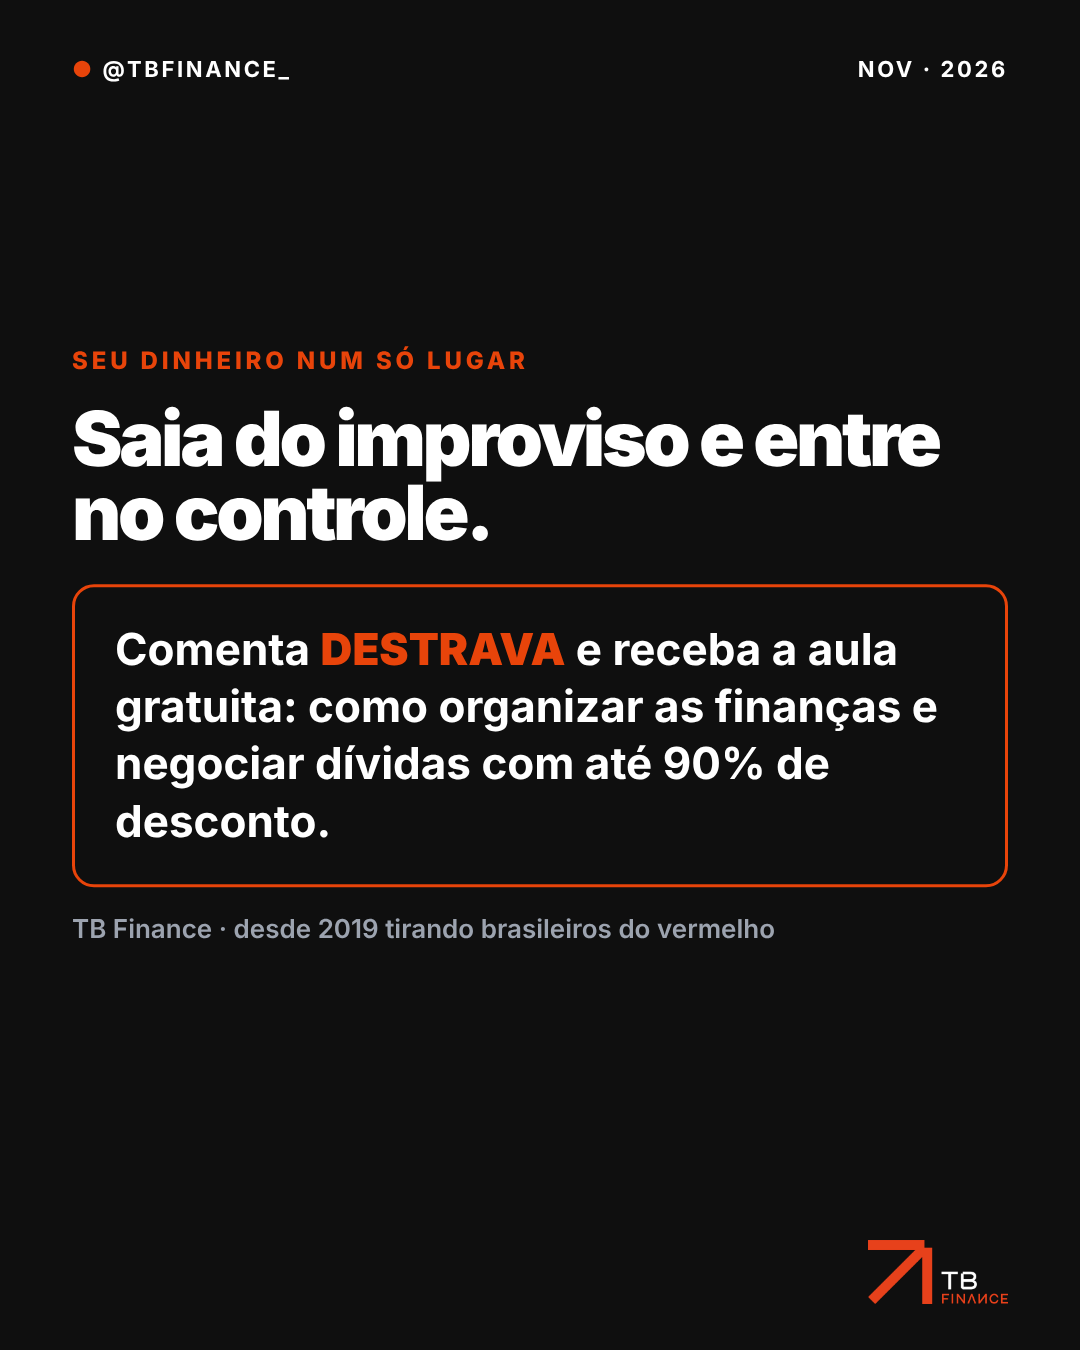 @TBFINANCE_
NOV · 2026
SEU DINHEIRO NUM SÓ LUGAR
Saia do improviso e entre
no controle.
Comenta DESTRAVA e receba a aula
gratuita: como organizar as finanças e
negociar dívidas com até 90% de
desconto.
TB Finance · desde 2019 tirando brasileiros do vermelho
TB
FINANCE